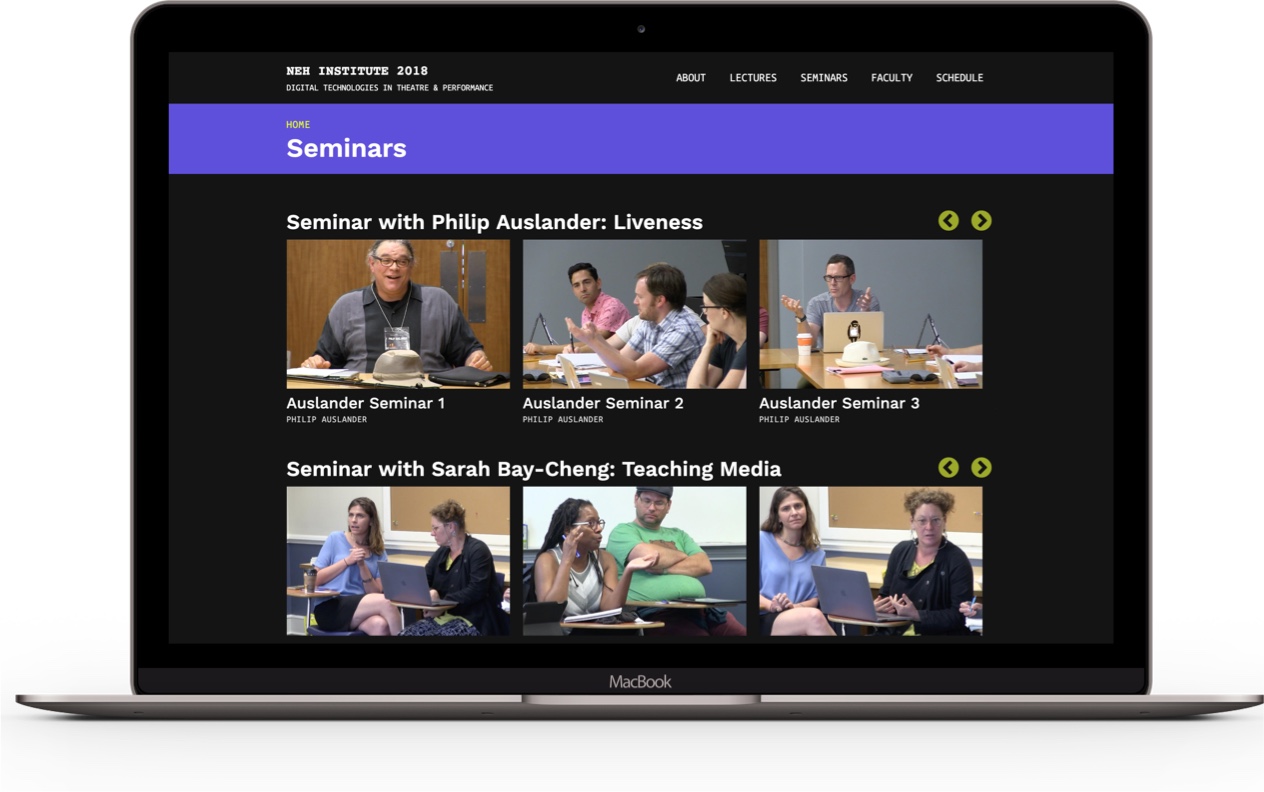 NEH INSTITUTE 2018
DIGITAL TECHNOLOGIES IN THEATRE & PERFORMANCE
ABOUT LECTURES SEMINARS FACULTY SCHEDULE
HOME
Seminars
Seminar with Philip Auslander: Liveness
Auslander Seminar 1
PHILIP AUSLANDER
Auslander Seminar 2
PHILIP AUSLANDER
Auslander Seminar 3
PHILIP AUSLANDER
Seminar with Sarah Bay-Cheng: Teaching Media
MacBook